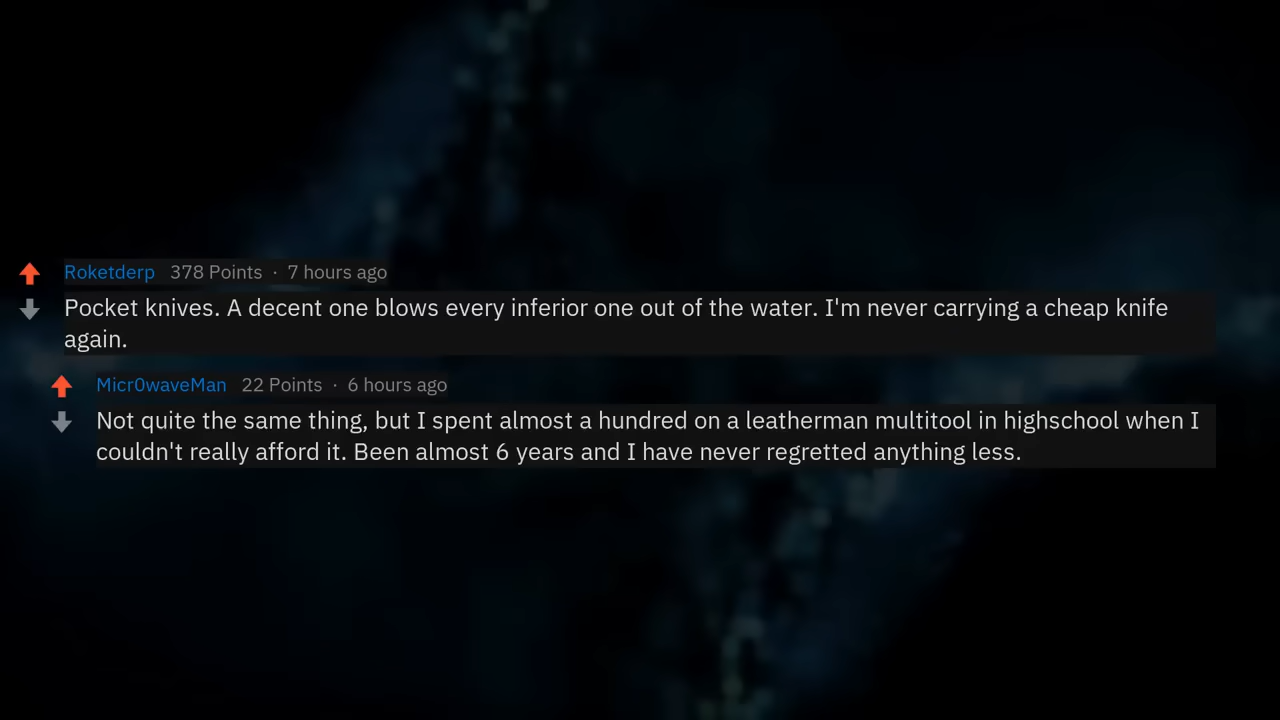 Roketderp 378 Points · 7 hours ago
Pocket knives. A decent one blows every inferior one out of the water. I'm never carrying a cheap knife
again.
Micr0waveMan 22 Points · 6 hours ago
Not quite the same thing, but I spent almost a hundred on a leatherman multitool in highschool when I
couldn't really afford it. Been almost 6 years and I have never regretted anything less.